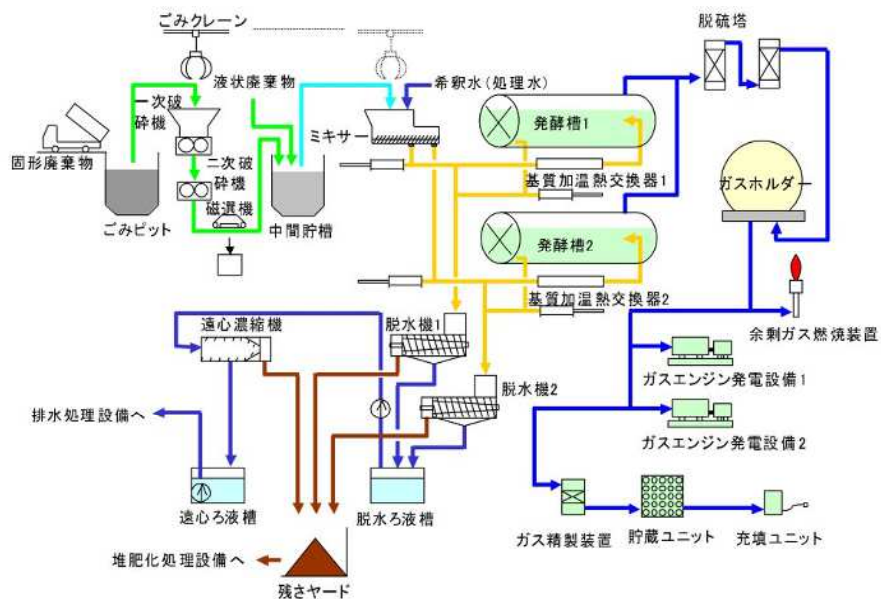 ごみクレーン
脱硫塔
液状廃棄物
希釈水(処理水)
一次破
砕機
ミキサー
発酵槽1
固形廃棄物
二次破
砕機
基質加温熱交換器1
ガスホルダー
磁選機
ごみピット
中間貯槽
発酵槽2
基質加温熱交換器2
余剰ガス燃焼装置
遠心濃縮機
脱水機1
ガスエンジン発電設備1
脱水機2
排水処理設備へ
ガスエンジン発電設備2
遠心ろ液槽
脱水ろ液槽
ガス精製装置
貯蔵ユニット
充填ユニット
堆肥化処理設備へ
残さヤード